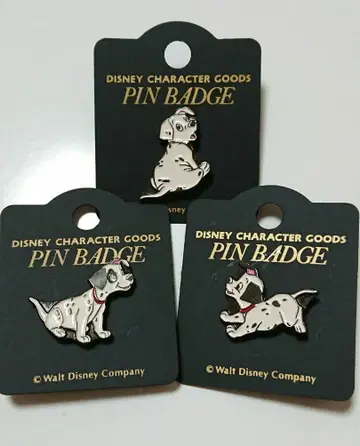 DISNEY CHARACTER GOODS
PIN BADGE
sney
DISNEY CHARACTER GOODS
PIN BADGE
© Walt Disney Company
DISNEY CHARACTER GOODS
PIN BADGE
© Walt Disney Company